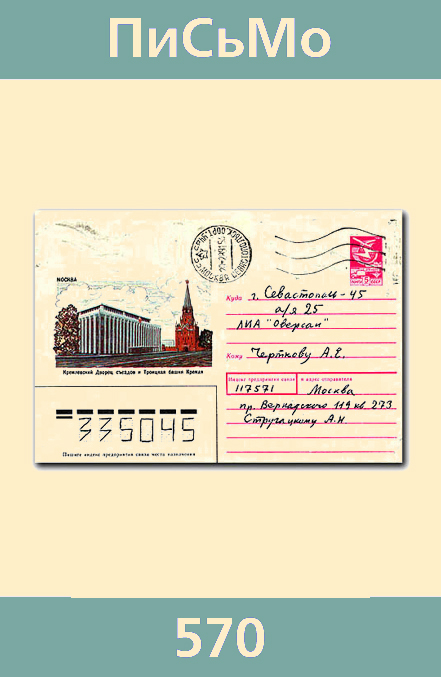 ПиСьМо
МОСКВА
Кремлевский Дворец съездов и Троицкая башня Кремля
Куда г. Севастополь-45
а/я 25
ЛИА "Оверсан"
Кому Черткову А.Е.
Индекс предприятия связи и адрес отправителя
117571 Москва
пр. Вернадского 119 кв 273
Стругацкому А.Н.
335045
Пишите индекс предприятия связи места назначения
570